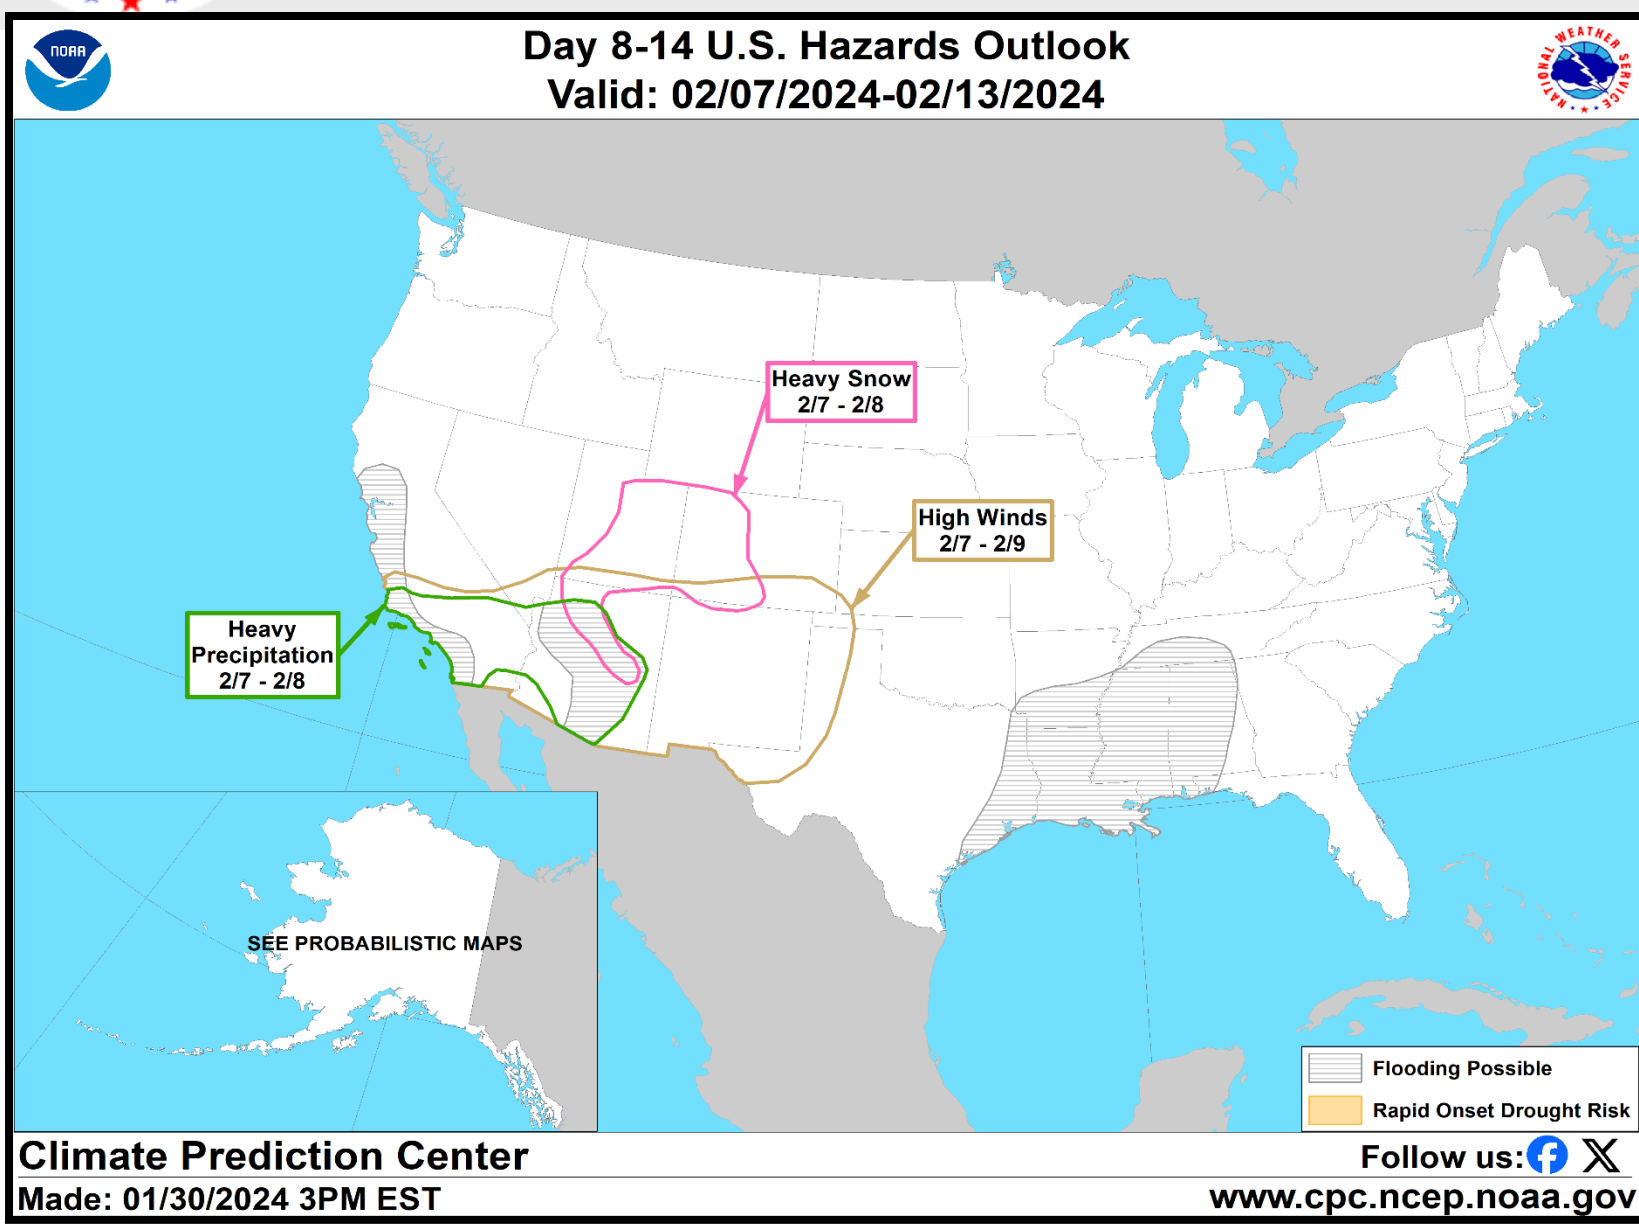 NOAA
Day 8-14 U.S. Hazards Outlook
Valid: 02/07/2024-02/13/2024
NATIONAL WEATHER SERVICE
Heavy Snow
2/7 - 2/8
High Winds
2/7 - 2/9
Heavy
Precipitation
2/7 - 2/8
SEE PROBABILISTIC MAPS
Flooding Possible
Rapid Onset Drought Risk
Climate Prediction Center
Follow us:
Made: 01/30/2024 3PM EST
www.cpc.ncep.noaa.gov